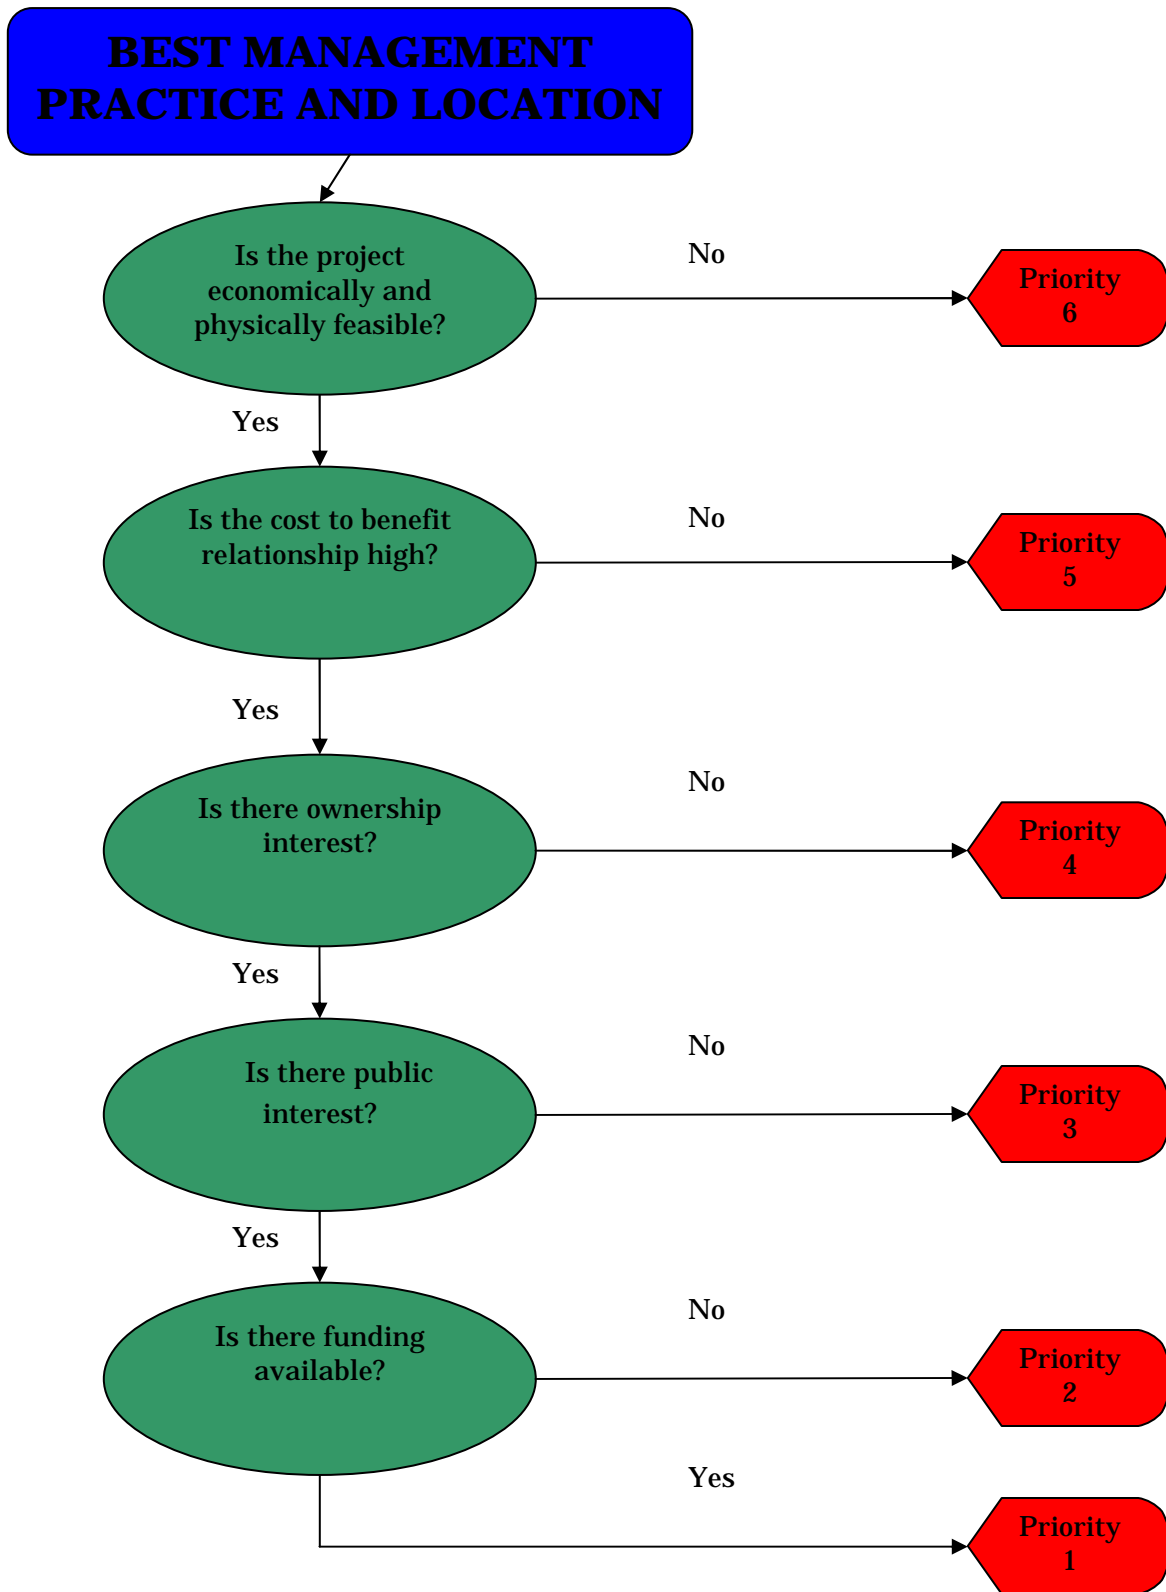 BEST MANAGEMENT
PRACTICE AND LOCATION
Is the project
economically and
physically feasible?
No
Priority
6
Yes
Is the cost to benefit
relationship high?
No
Priority
5
Yes
Is there ownership
interest?
No
Priority
4
Yes
Is there public
interest?
No
Priority
3
Yes
Is there funding
available?
No
Priority
2
Yes
Priority
1